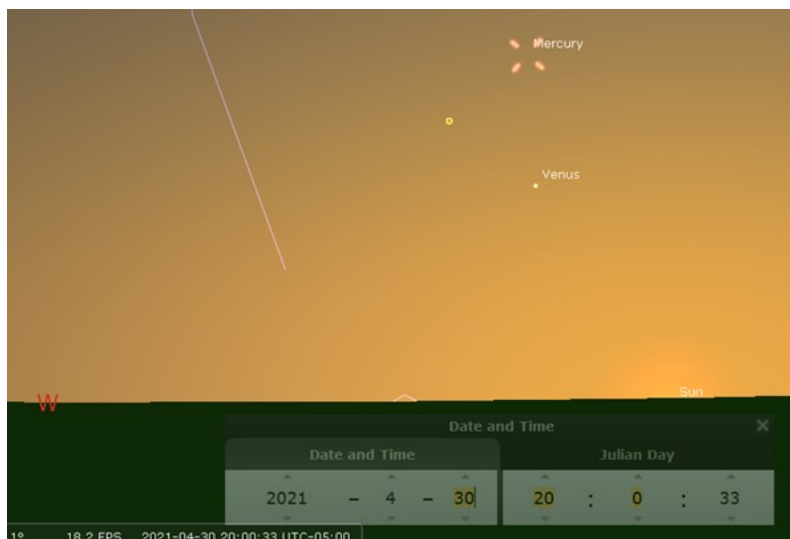 Mercury
Venus
Sun
W
Date and Time ×
Date and Time Julian Day
2021 – 4 – 30 20 : 0 : 33
1° 18.2 FPS 2021-04-30 20:00:33 UTC-05:00